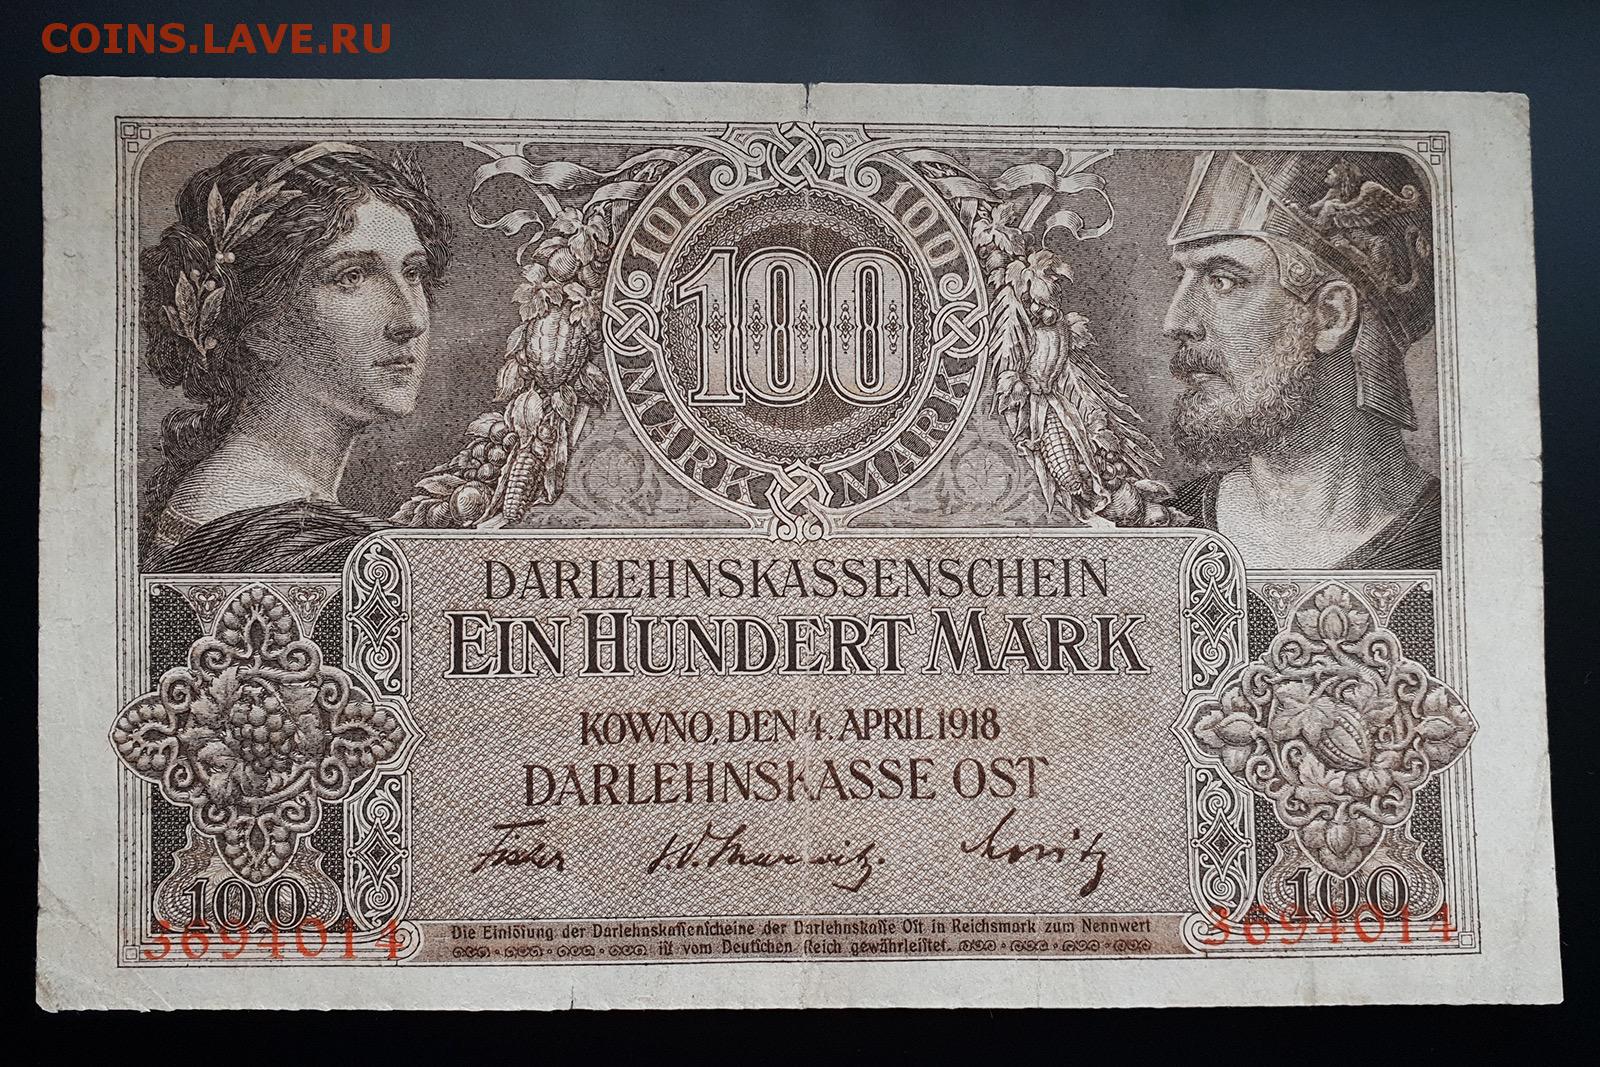 COINS.LAVE.RU
100 100
100
MARK MARK
DARLEHNSKASSENSCHEIN
EIN HUNDERT MARK
KOWNO, DEN 4. APRIL 1918
DARLEHNSKASSE OST
Fischer
100 100
3694014 3694014
Die Einlösung der Darlehnskassenscheine der Darlehnskasse Ost in Reichsmark zum Nennwert
ist vom Deutschen Reich gewährleistet.